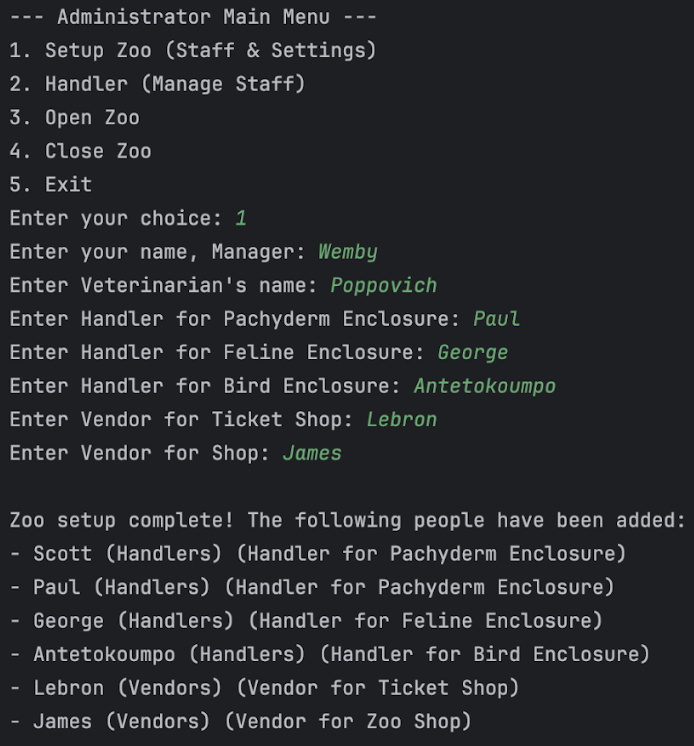 --- Administrator Main Menu ---
1. Setup Zoo (Staff & Settings)
2. Handler (Manage Staff)
3. Open Zoo
4. Close Zoo
5. Exit
Enter your choice: 1
Enter your name, Manager: Wemby
Enter Veterinarian's name: Poppovich
Enter Handler for Pachyderm Enclosure: Paul
Enter Handler for Feline Enclosure: George
Enter Handler for Bird Enclosure: Antetokoumpo
Enter Vendor for Ticket Shop: Lebron
Enter Vendor for Shop: James
Zoo setup complete! The following people have been added:
- Scott (Handlers) (Handler for Pachyderm Enclosure)
- Paul (Handlers) (Handler for Pachyderm Enclosure)
- George (Handlers) (Handler for Feline Enclosure)
- Antetokoumpo (Handlers) (Handler for Bird Enclosure)
- Lebron (Vendors) (Vendor for Ticket Shop)
- James (Vendors) (Vendor for Zoo Shop)